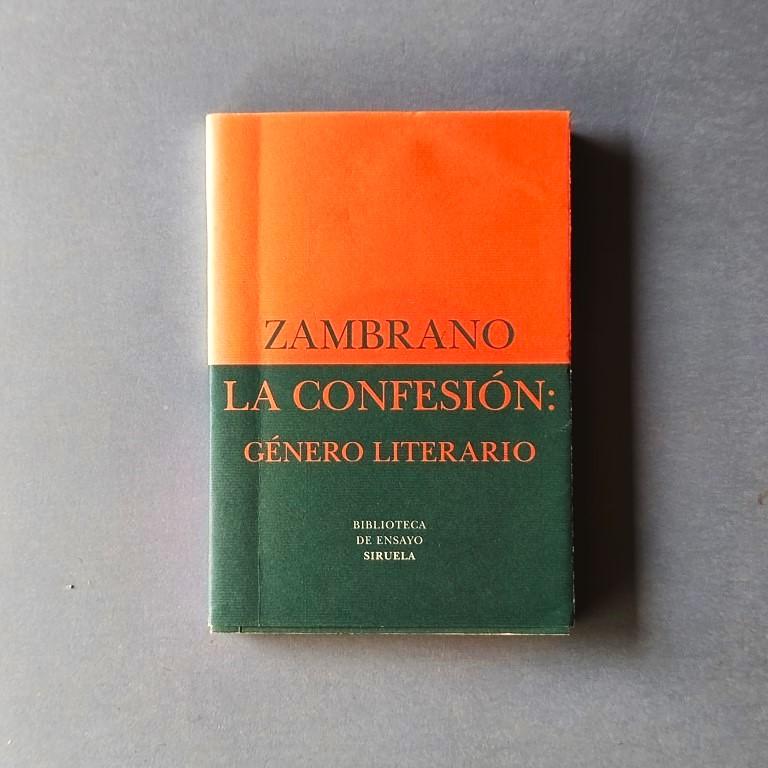 ZAMBRANO
LA CONFESIÓN:
GÉNERO LITERARIO
BIBLIOTECA
DE ENSAYO
SIRUELA